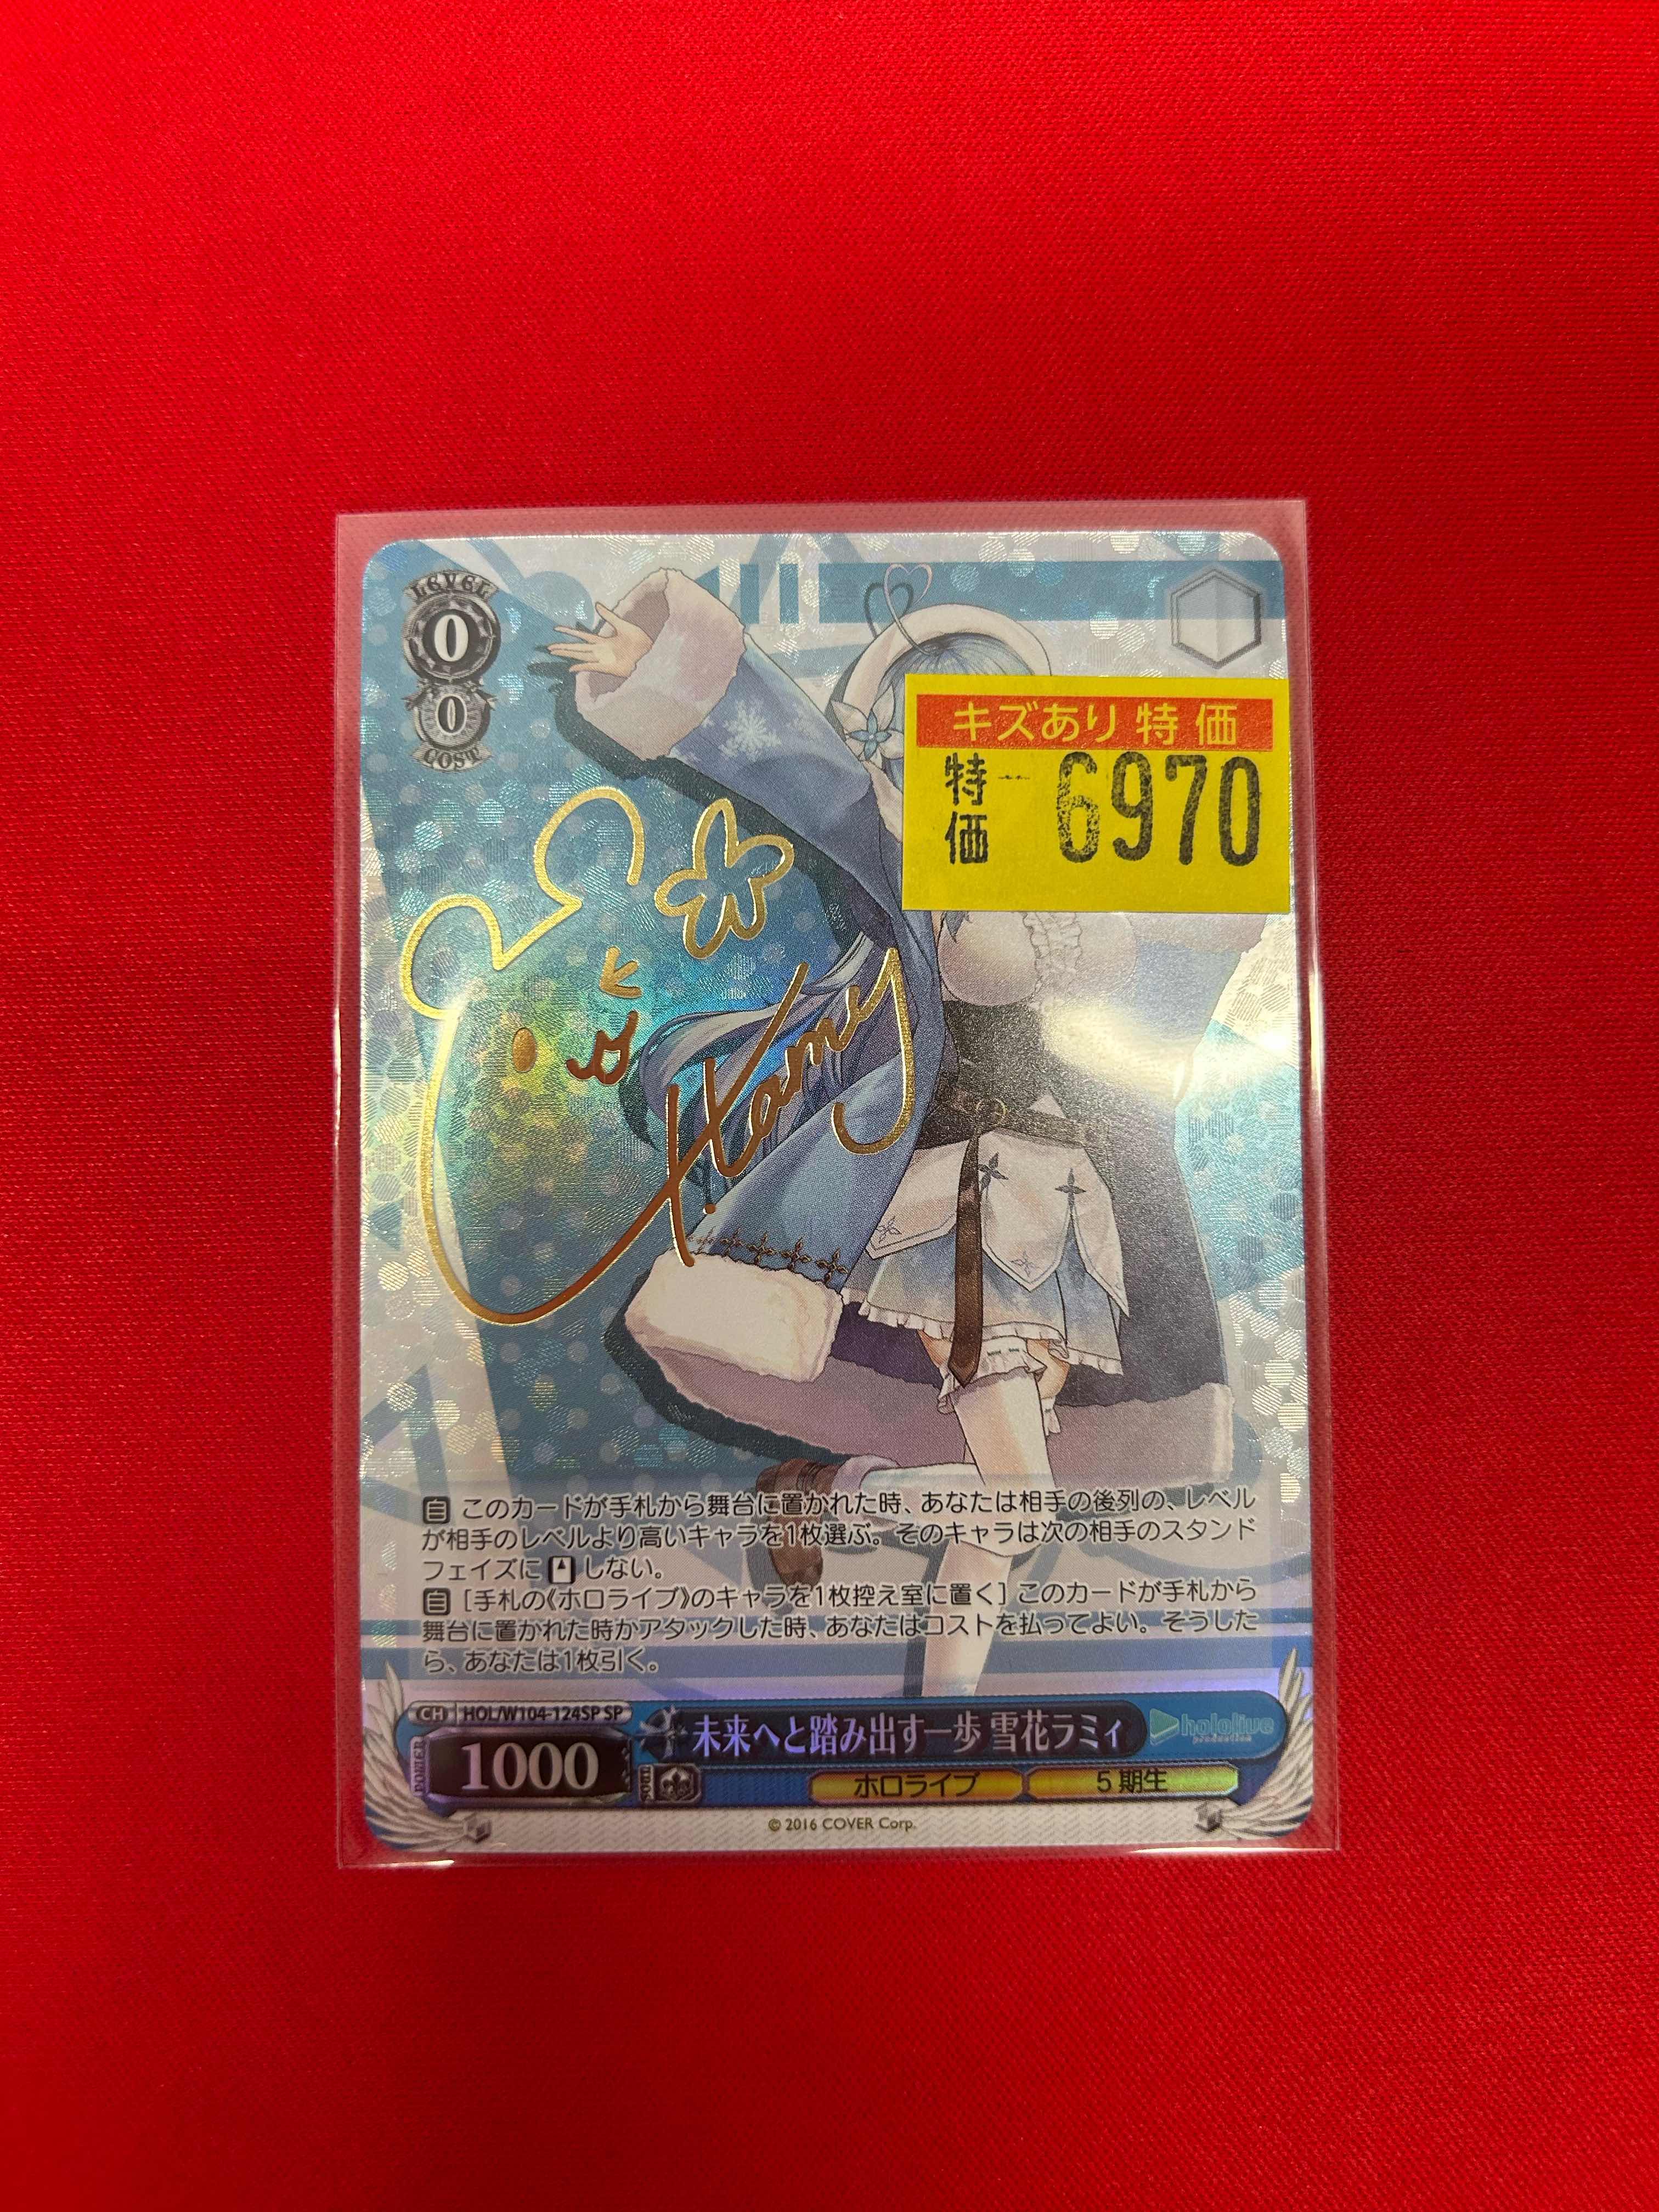 LEVEL
0
0
COST
キズあり 特価
特価 6970
Lamy
自 このカードが手札から舞台に置かれた時、あなたは相手の後列の、レベル
が相手のレベルより高いキャラを1枚選ぶ。そのキャラは次の相手のスタンド
フェイズに しない。
自 [手札の《ホロライブ》のキャラを1枚控え室に置く] このカードが手札から
舞台に置かれた時かアタックした時、あなたはコストを払ってよい。そうした
ら、あなたは1枚引く。
CH HOL/W104-124SP SP
未来へと踏み出す一歩 雪花ラミィ
hololive
production
POWER 1000 SOUL
ホロライブ 5期生
© 2016 COVER Corp.